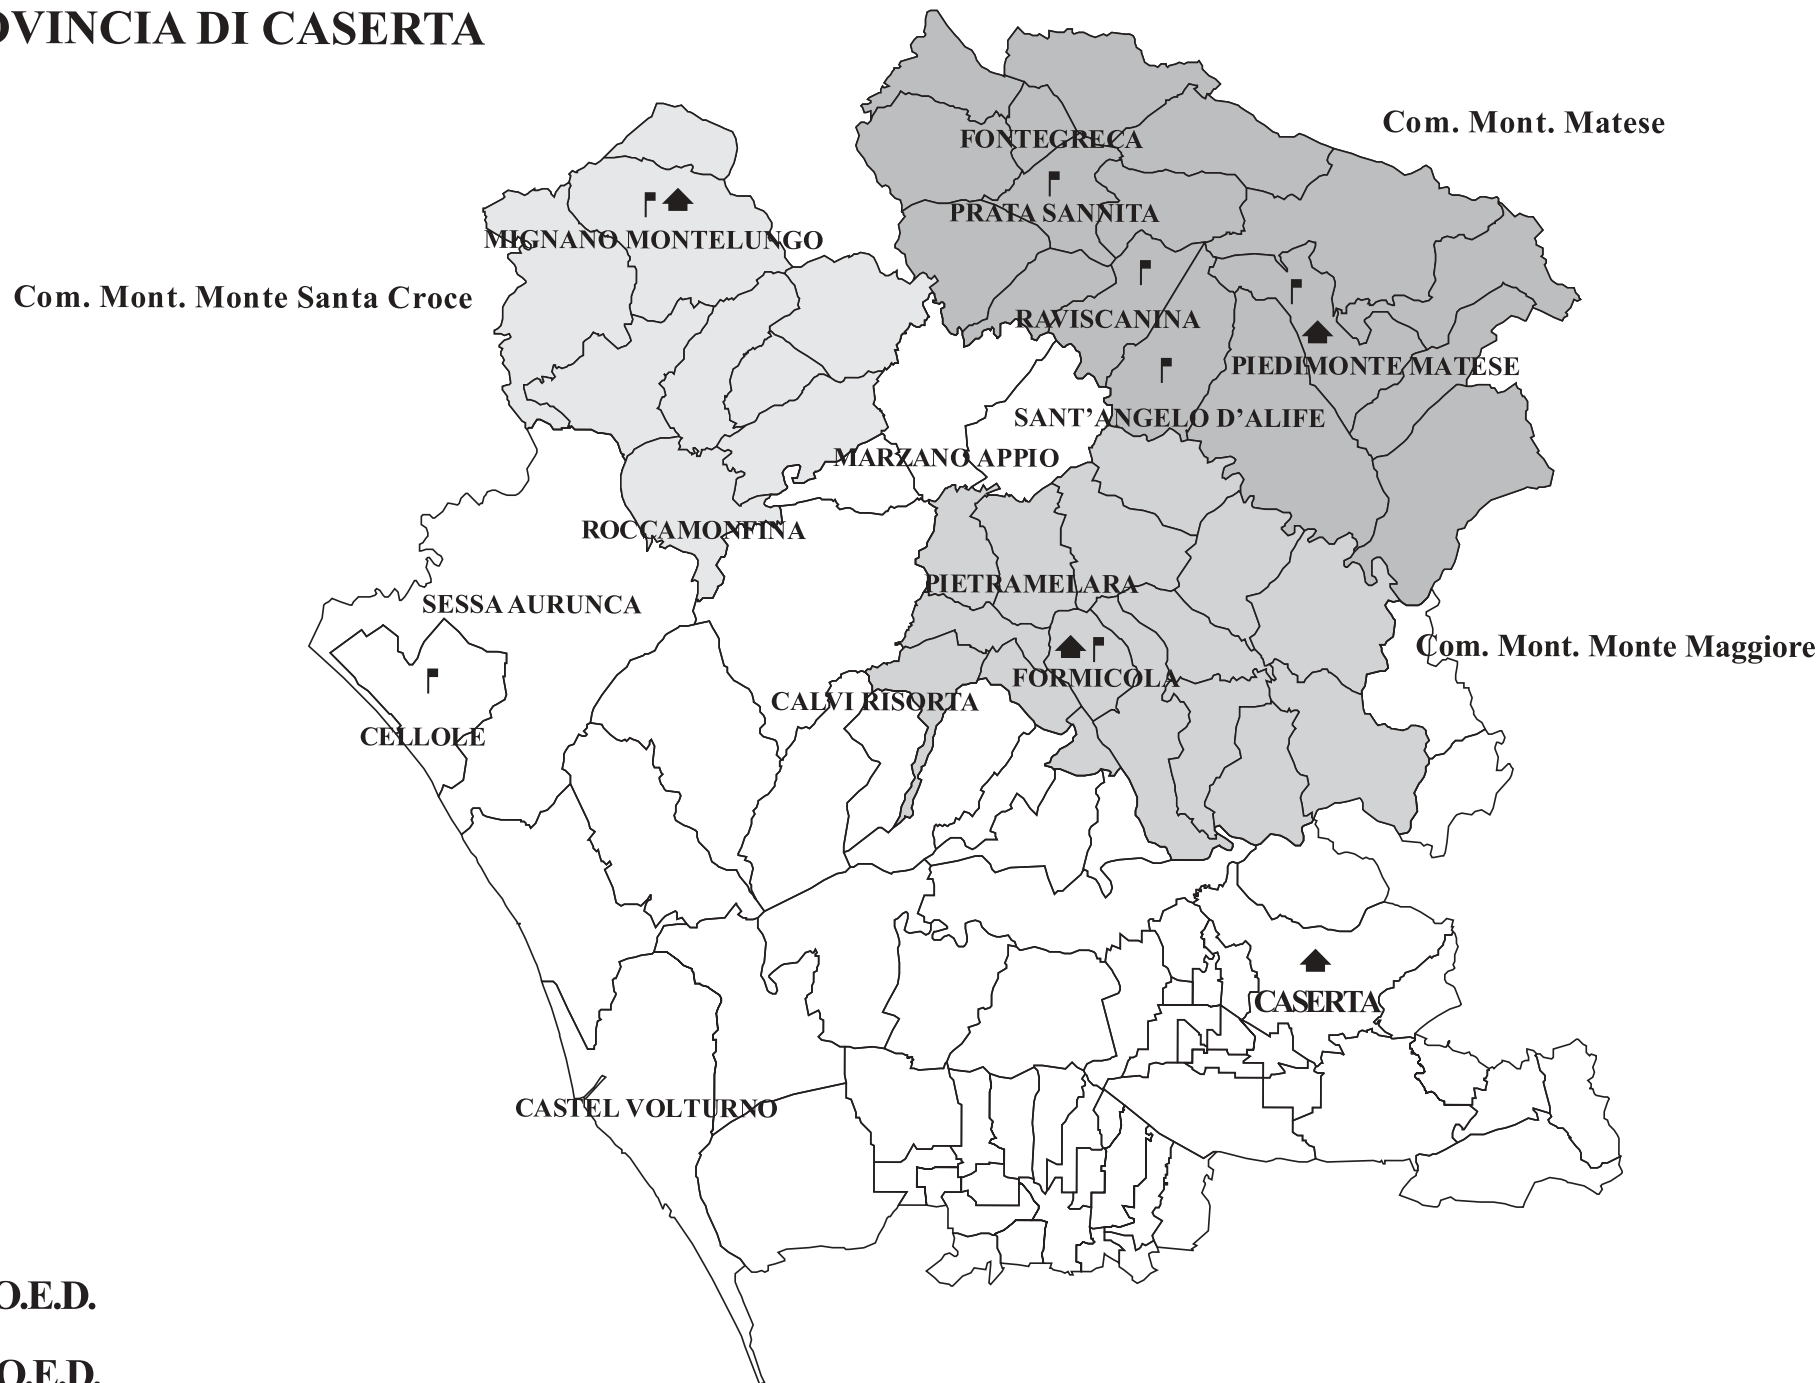 OVINCIA DI CASERTA
Com. Mont. Matese
FONTEGRECA
PRATA SANNITA
MIGNANO MONTELUNGO
Com. Mont. Monte Santa Croce
RAVISCANINA
PIEDIMONTE MATESE
SANT’ANGELO D’ALIFE
MARZANO APPIO
ROCCAMONFINA
PIETRAMELARA
SESSA AURUNCA
Com. Mont. Monte Maggiore
FORMICOLA
CALVI RISORTA
CELLOLE
CASERTA
CASTEL VOLTURNO
O.E.D.
O.E.D.